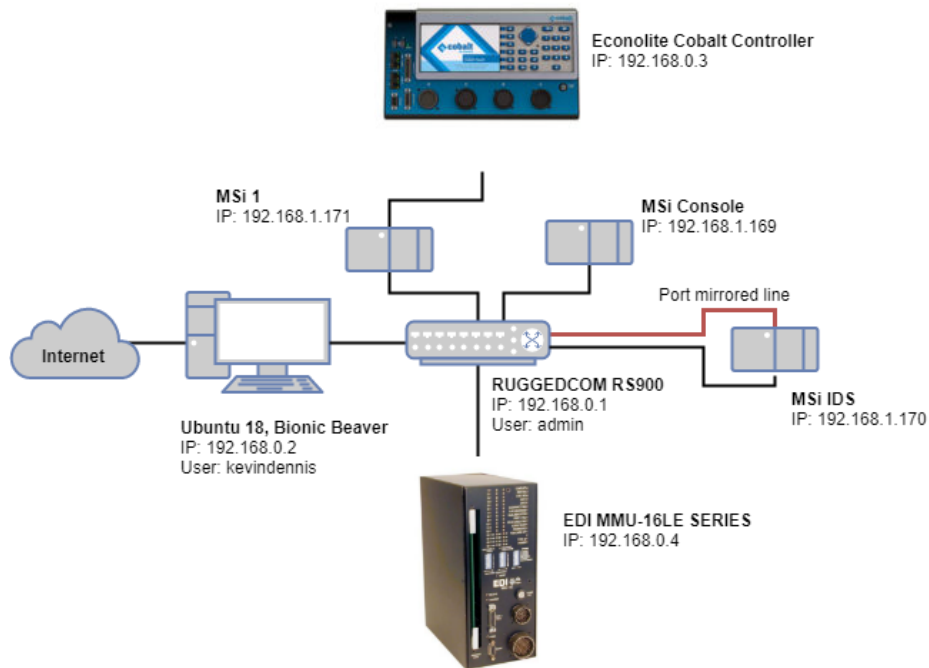 cobalt
cobalt
Econolite Cobalt Controller
IP: 192.168.0.3
MSi 1
IP: 192.168.1.171
MSi Console
IP: 192.168.1.169
Port mirrored line
Internet
RUGGEDCOM RS900
IP: 192.168.0.1
User: admin
MSi IDS
IP: 192.168.1.170
Ubuntu 18, Bionic Beaver
IP: 192.168.0.2
User: kevindennis
EDI MMU-16LE SERIES
IP: 192.168.0.4
EDI